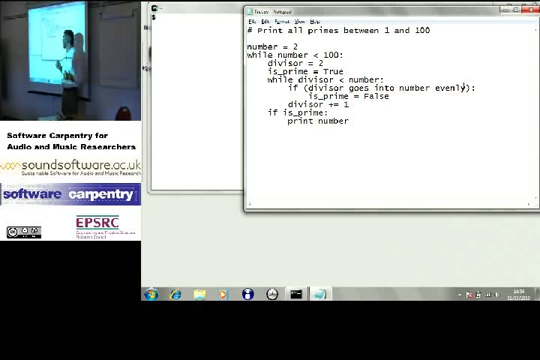 # Print all primes between 1 and 100
number = 2
while number < 100:
divisor = 2
is_prime = True
while divisor < number:
if (divisor goes into number evenly):
is_prime = False
divisor += 1
if is_prime:
print number
$
Software Carpentry for
Audio and Music Researchers
soundsoftware.ac.uk
software carpentry
EPSRC